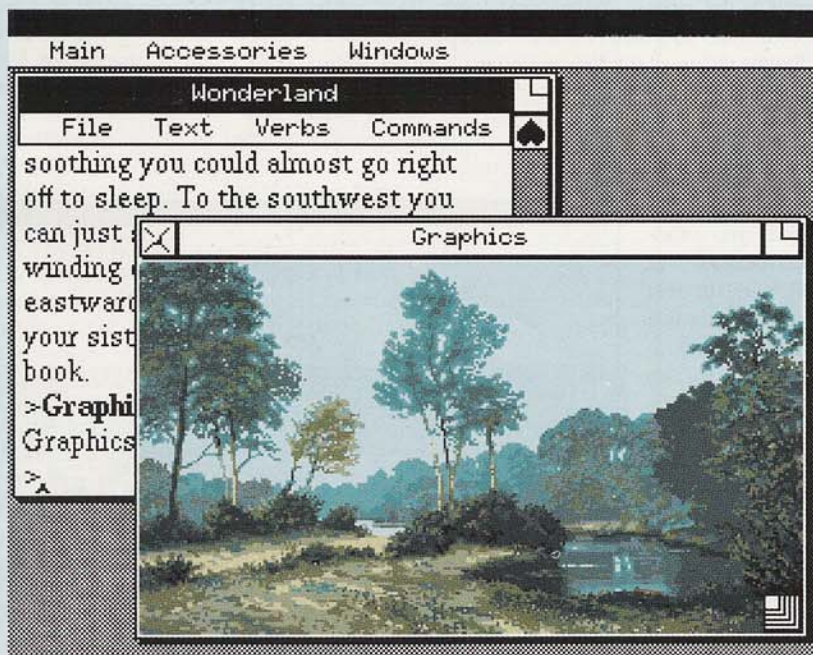 Main Accessories Windows
Wonderland
File Text Verbs Commands
soothing you could almost go right
off to sleep. To the southwest you
can just
winding
eastward
your sist
book.
>Graphi
Graphics
>
Graphics